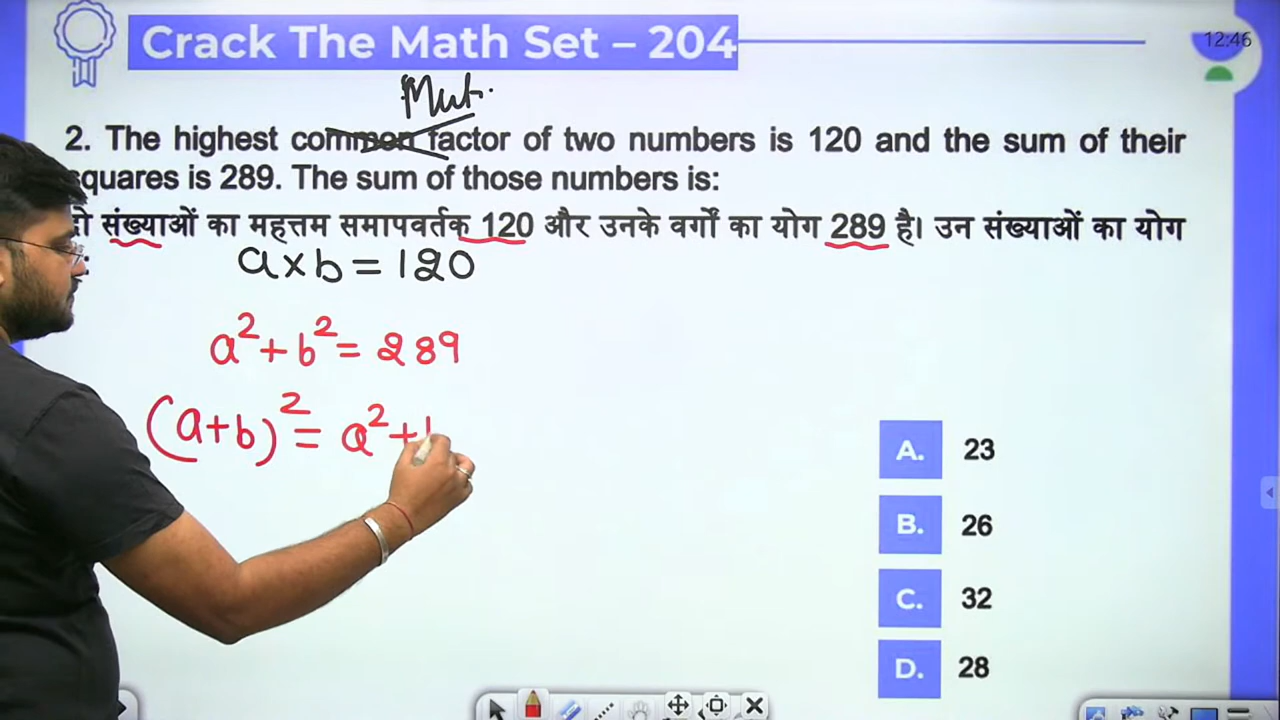 Crack The Math Set – 204
12:46
Mut.
2. The highest common factor of two numbers is 120 and the sum of their
squares is 289. The sum of those numbers is:
दो संख्याओं का महत्तम समापवर्तक 120 और उनके वर्गों का योग 289 है। उन संख्याओं का योग
a×b=120
a²+b²=289
(a+b)²=a²+
A. 23
B. 26
C. 32
D. 28